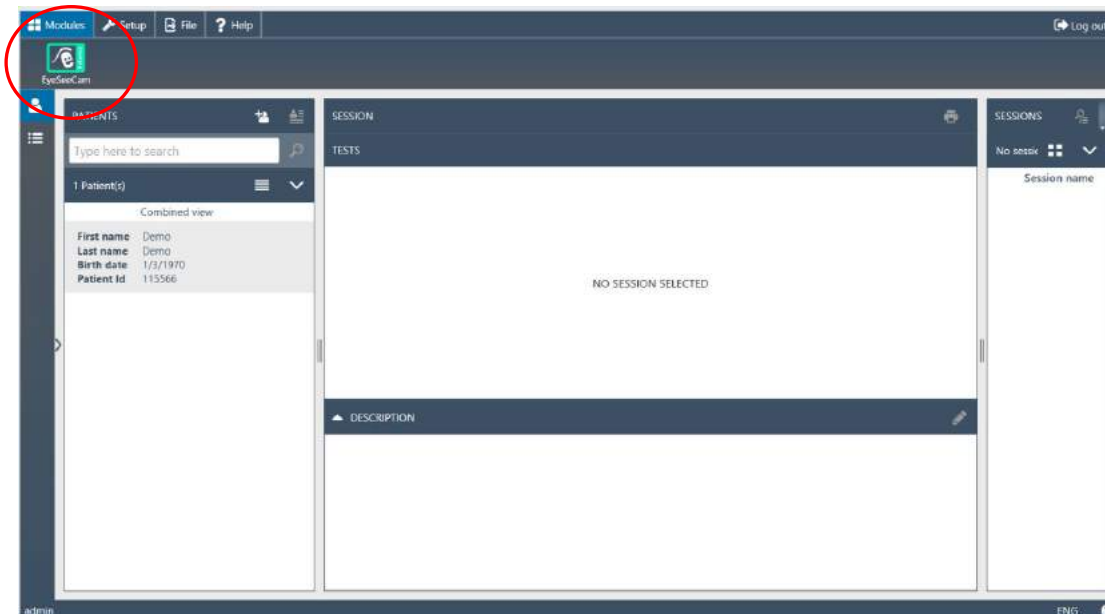 Modules Setup File ? Help Log out
EyeSeeCam
PATIENTS
Type here to search
1 Patient(s)
Combined view
First name Demo
Last name Demo
Birth date 1/3/1970
Patient Id 115566
SESSION
TESTS
NO SESSION SELECTED
DESCRIPTION
SESSIONS
No sessic
Session name
admin
ENG